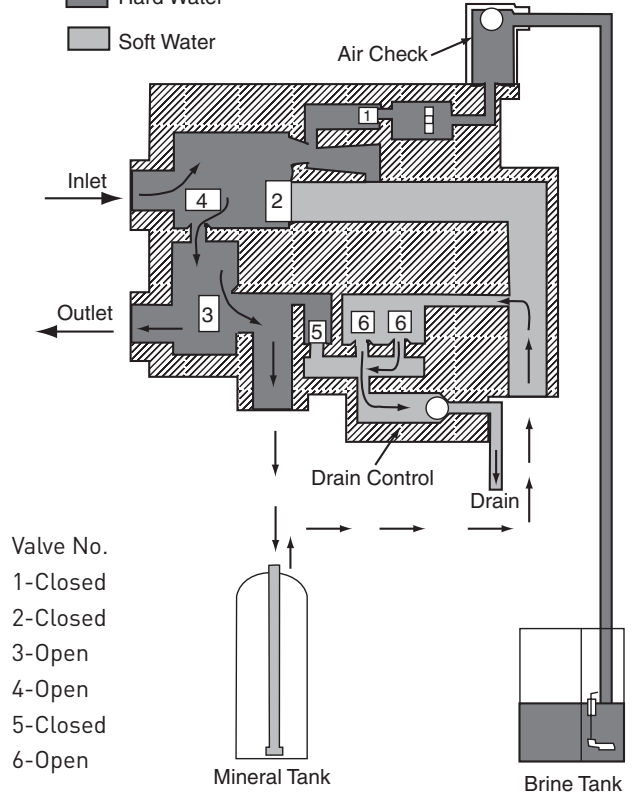 Hard Water
Soft Water
Air Check
1
Inlet
4
2
Outlet
3
5
6
6
Drain Control
Drain
Valve No.
1-Closed
2-Closed
3-Open
4-Open
5-Closed
6-Open
Mineral Tank
Brine Tank